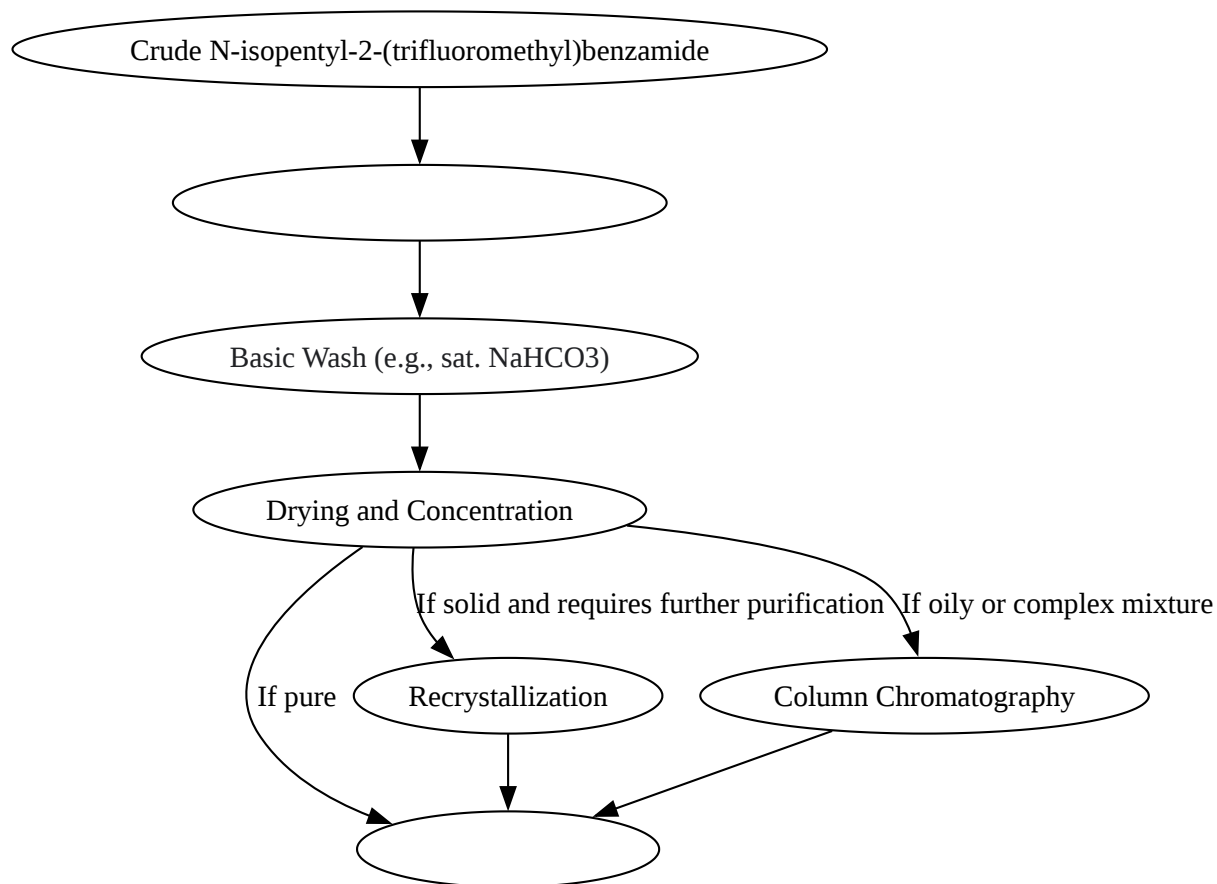 Crude N-isopentyl-2-(trifluoromethyl)benzamide
Basic Wash (e.g., sat. NaHCO3)
Drying and Concentration
If solid and requires further purification
If oily or complex mixture
If pure
Recrystallization
Column Chromatography